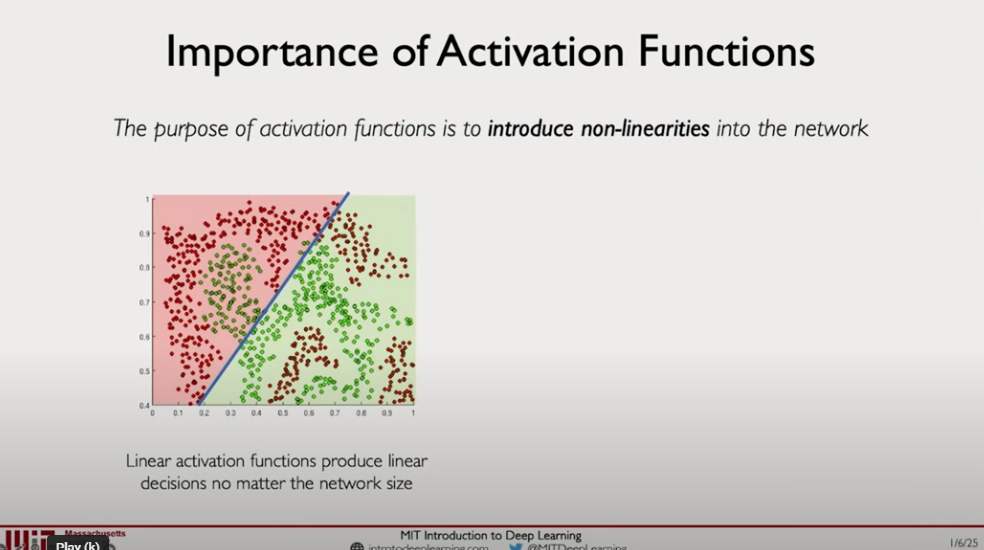 Importance of Activation Functions
The purpose of activation functions is to introduce non-linearities into the network
1
0.9
0.8
0.7
0.6
0.5
0.4
0 0.1 0.2 0.3 0.4 0.5 0.6 0.7 0.8 0.9 1
Linear activation functions produce linear
decisions no matter the network size
Massachusetts
Play (k)
MIT Introduction to Deep Learning
introtodeeplearning.com @MITDeepLearning
1/6/25